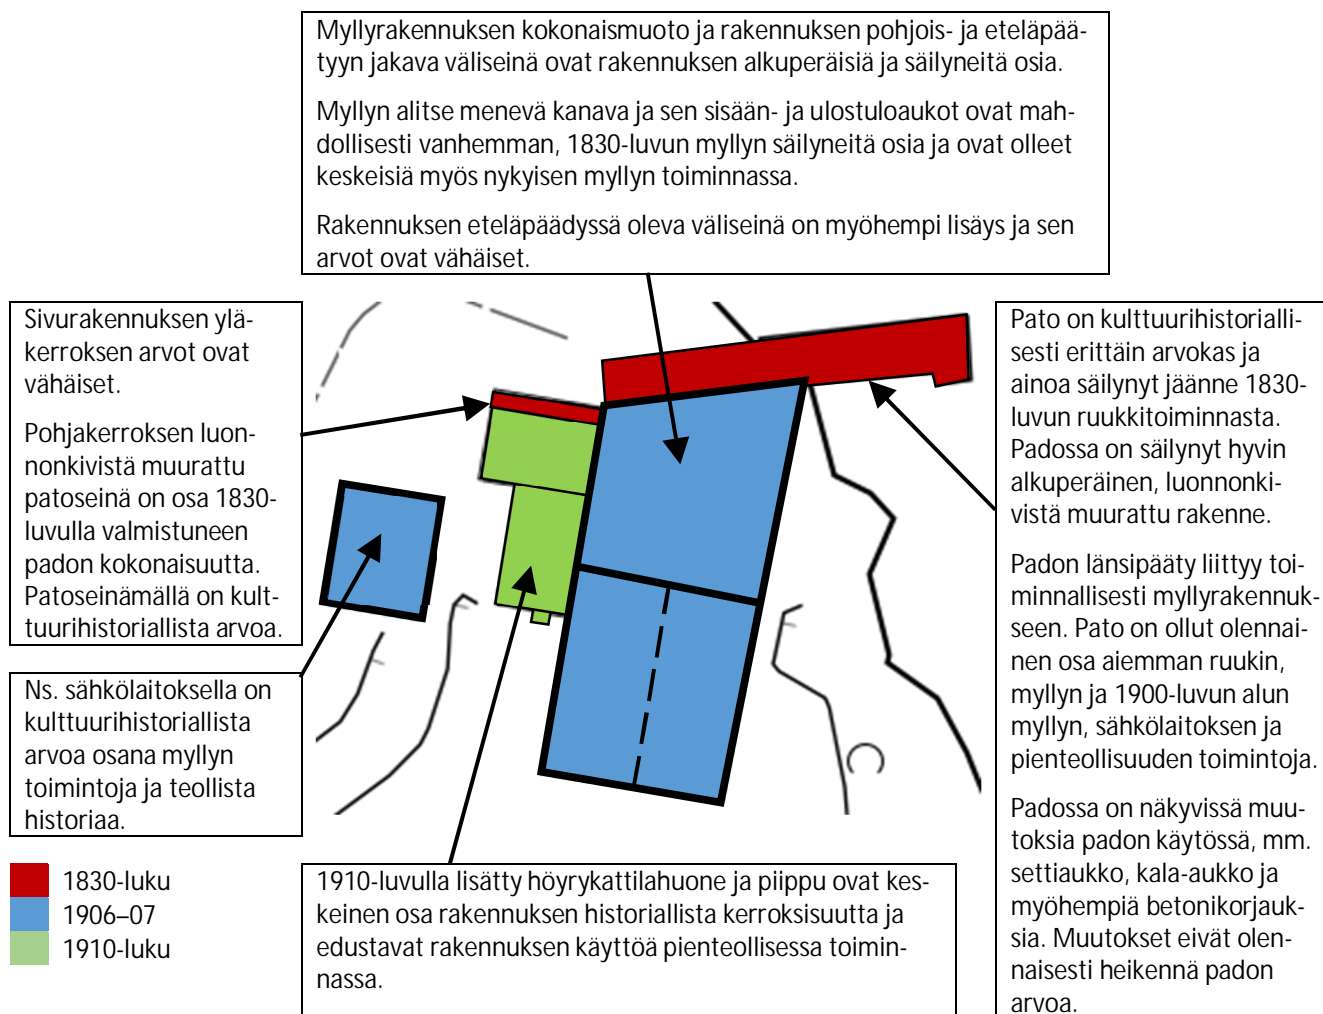 Myllyrakennuksen kokonaismuoto ja rakennuksen pohjois- ja eteläpää-
tyyn jakava väliseinä ovat rakennuksen alkuperäisiä ja säilyneitä osia.
Myllyn alitse menevä kanava ja sen sisään- ja ulostuloaukot ovat mah-
dollisesti vanhemman, 1830-luvun myllyn säilyneitä osia ja ovat olleet
keskeisiä myös nykyisen myllyn toiminnassa.
Rakennuksen eteläpäädyssä oleva väliseinä on myöhempi lisäys ja sen
arvot ovat vähäiset.
Sivurakennuksen ylä-
kerroksen arvot ovat
vähäiset.
Pohjakerroksen luon-
nonkivistä muurattu
patoseinä on osa 1830-
luvulla valmistuneen
padon kokonaisuutta.
Patoseinämällä on kult-
tuurihistoriallista arvoa.
Ns. sähkölaitoksella on
kulttuurihistoriallista
arvoa osana myllyn
toimintoja ja teollista
historiaa.
1830-luku
1906–07
1910-luku
1910-luvulla lisätty höyrykattilahuone ja piippu ovat kes-
keinen osa rakennuksen historiallista kerroksisuutta ja
edustavat rakennuksen käyttöä pienteollisessa toimin-
nassa.
Pato on kulttuurihistorialli-
sesti erittäin arvokas ja
ainoa säilynyt jäänne 1830-
luvun ruukkitoiminnasta.
Padossa on säilynyt hyvin
alkuperäinen, luonnonki-
vistä muurattu rakenne.
Padon länsipääty liittyy toi-
minnallisesti myllyrakennuk-
seen. Pato on ollut olennai-
nen osa aiemman ruukin,
myllyn ja 1900-luvun alun
myllyn, sähkölaitoksen ja
pienteollisuuden toimintoja.
Padossa on näkyvissä muu-
toksia padon käytössä, mm.
settiaukko, kala-aukko ja
myöhempiä betonikorjauk-
sia. Muutokset eivät olen-
naisesti heikennä padon
arvoa.